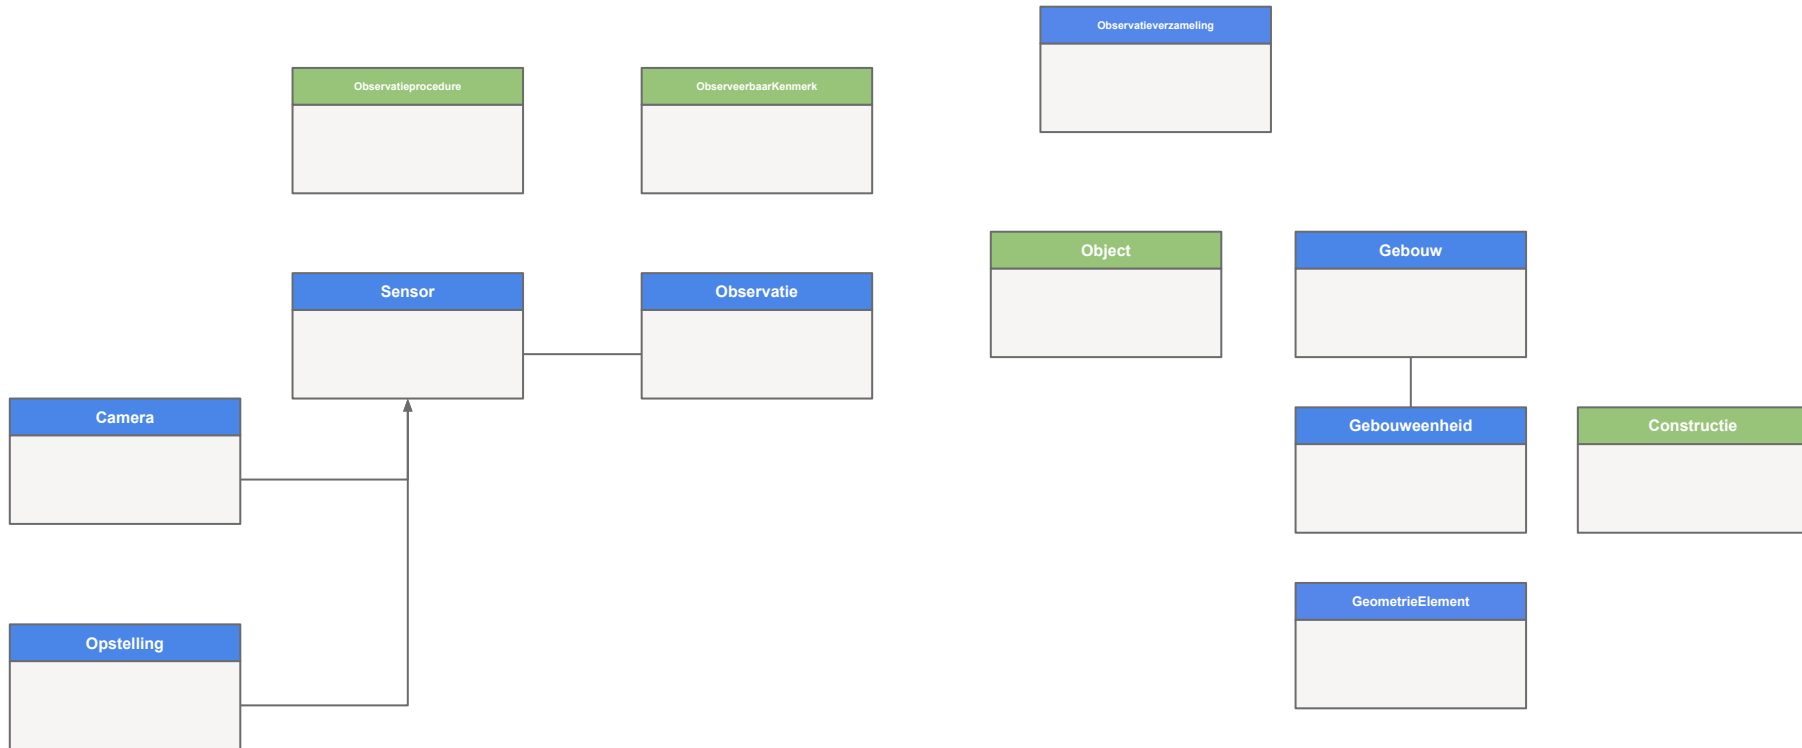 Observatieverzameling
Observatieprocedure
ObserveerbaarKenmerk
Object
Gebouw
Sensor
Observatie
Camera
Gebouweenheid
Constructie
GeometrieElement
Opstelling